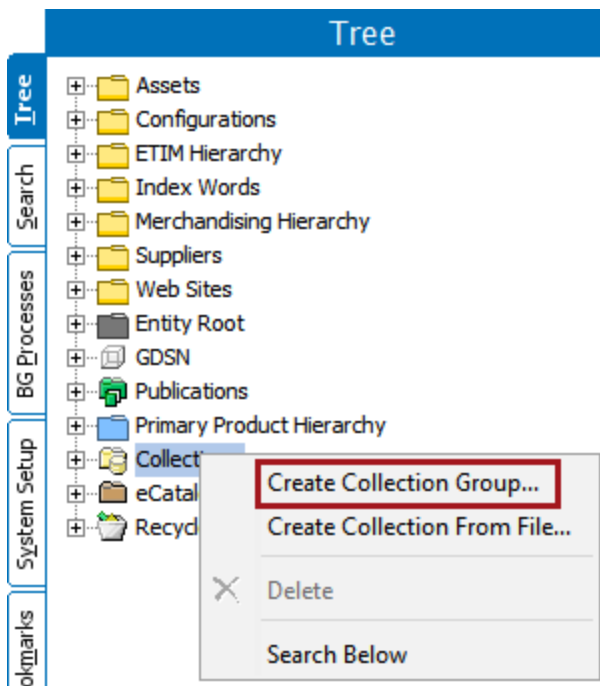 Tree
Tree
Search
BG Processes
System Setup
Assets
Configurations
ETIM Hierarchy
Index Words
Merchandising Hierarchy
Suppliers
Web Sites
Entity Root
GDSN
Publications
Primary Product Hierarchy
Create Collection Group...
Create Collection From File...
Delete
Search Below